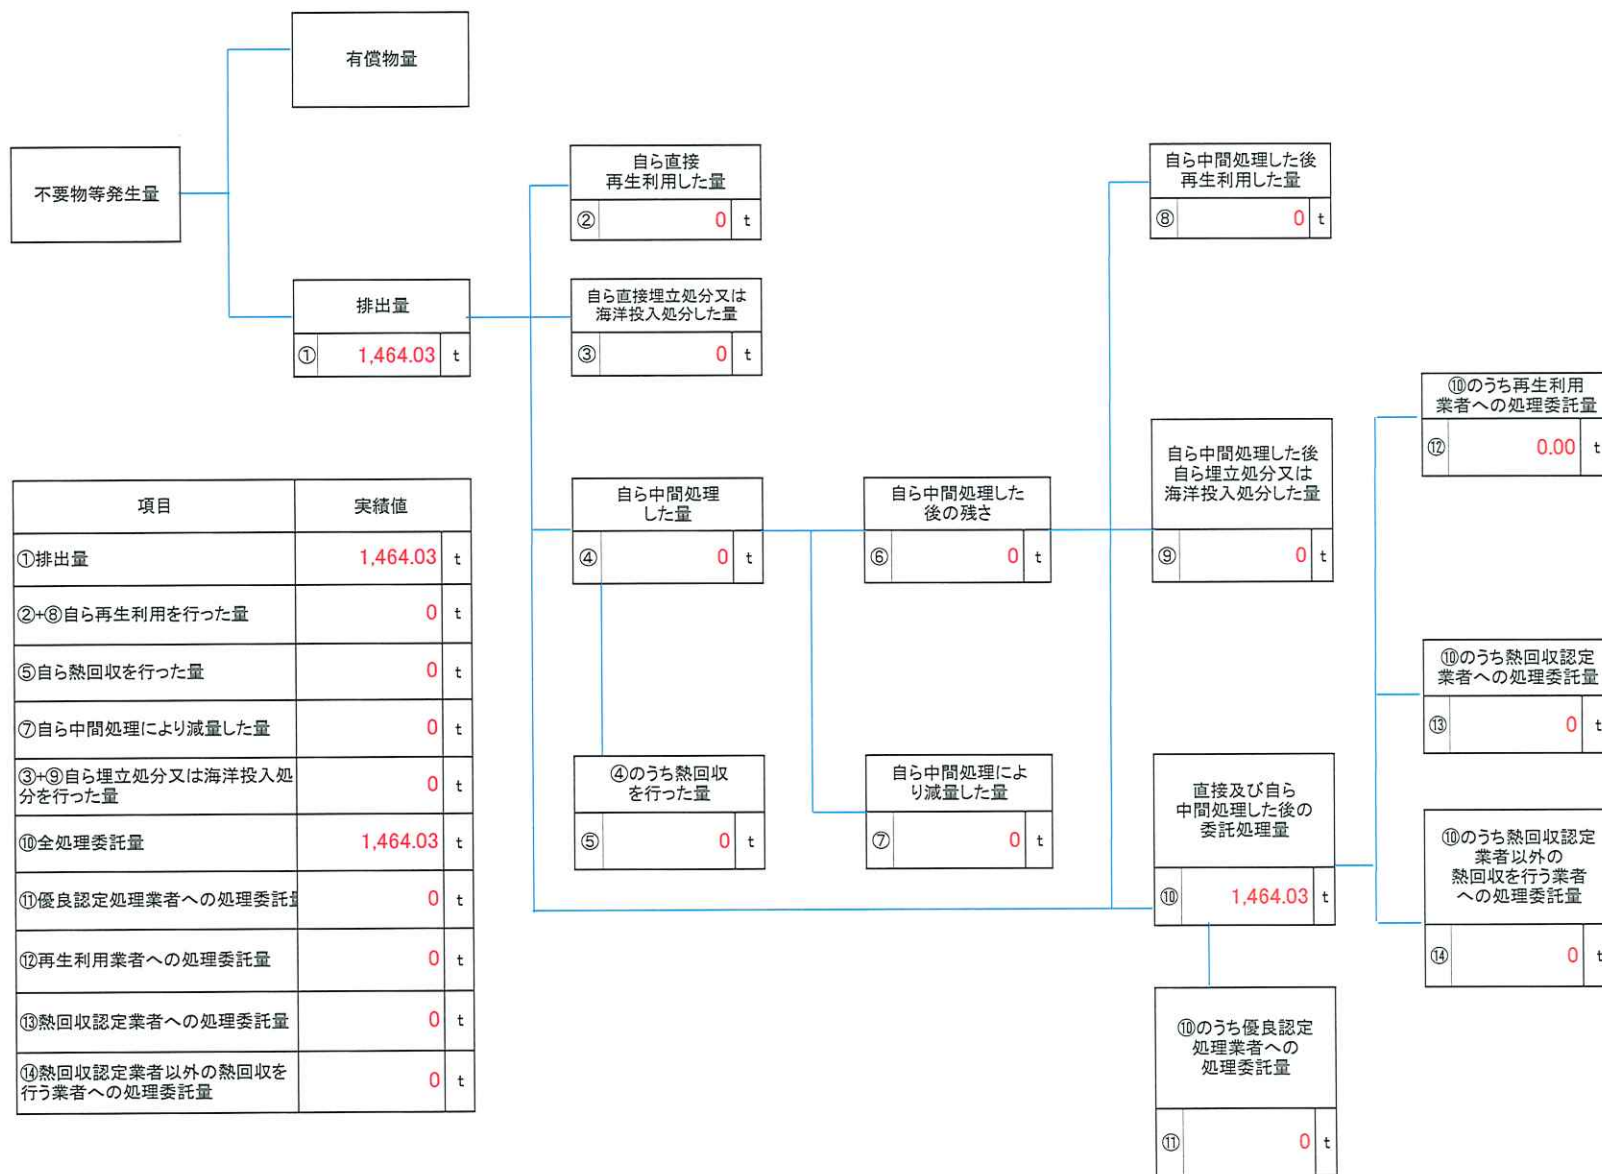 有償物量
不要物等発生量
自ら直接
再生利用した量
② 0 t
自ら中間処理した後
再生利用した量
⑧ 0 t
排出量
① 1,464.03 t
自ら直接埋立処分又は
海洋投入処分した量
③ 0 t
⑩のうち再生利用
業者への処理委託量
⑫ 0.00 t
自ら中間処理
した量
④ 0 t
自ら中間処理した
後の残さ
⑥ 0 t
自ら中間処理した後
自ら埋立処分又は
海洋投入処分した量
⑨ 0 t
⑩のうち熱回収認定
業者への処理委託量
⑬ 0 t
④のうち熱回収
を行った量
⑤ 0 t
自ら中間処理によ
り減量した量
⑦ 0 t
直接及び自ら
中間処理した後の
委託処理量
⑩ 1,464.03 t
⑩のうち熱回収認定
業者以外の
熱回収を行う業者
への処理委託量
⑭ 0 t
⑩のうち優良認定
処理業者への
処理委託量
⑪ 0 t
項目 実績値
①排出量 1,464.03 t
②+⑧自ら再生利用を行った量 0 t
⑤自ら熱回収を行った量 0 t
⑦自ら中間処理により減量した量 0 t
③+⑨自ら埋立処分又は海洋投入処
分を行った量 0 t
⑩全処理委託量 1,464.03 t
⑪優良認定処理業者への処理委託量 0 t
⑫再生利用業者への処理委託量 0 t
⑬熱回収認定業者への処理委託量 0 t
⑭熱回収認定業者以外の熱回収を
行う業者への処理委託量 0 t